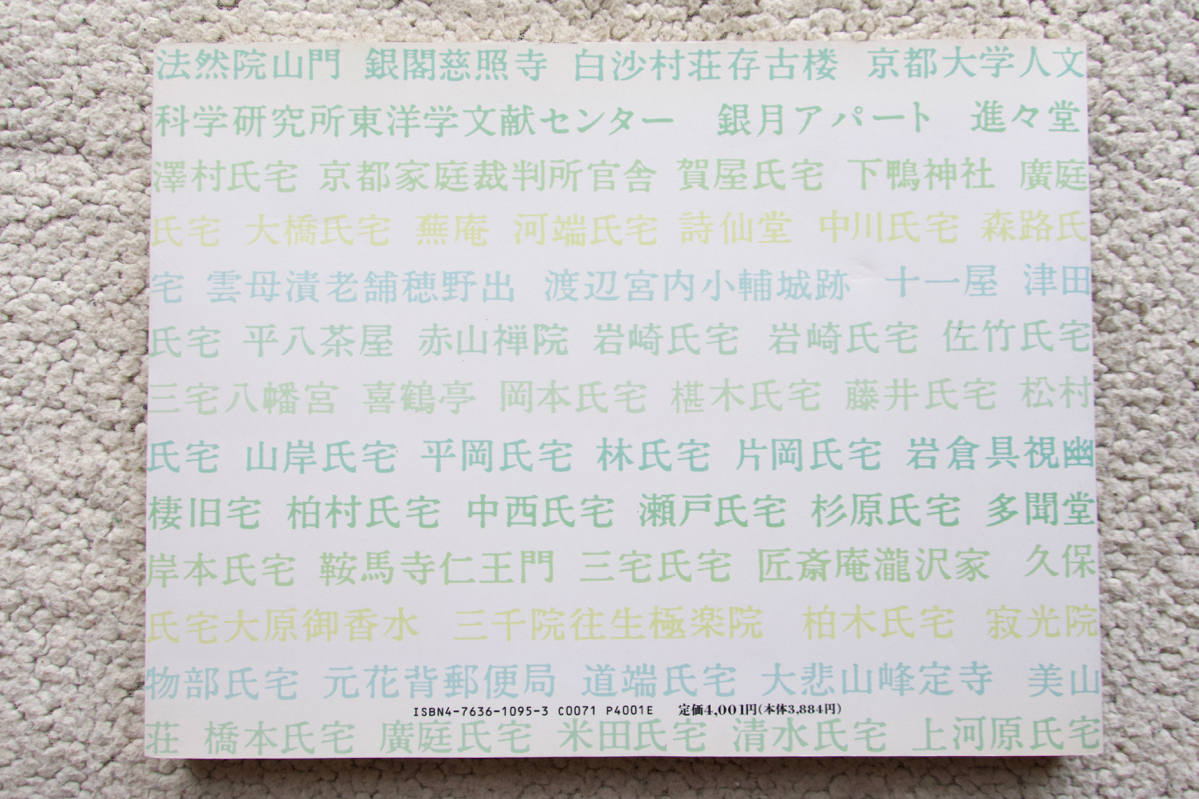 法然院山門 銀閣慈照寺 白沙村荘存古楼 京都大学人文
科学研究所東洋学文献センター 銀月アパート 進々堂
澤村氏宅 京都家庭裁判所官舎 賀屋氏宅 下鴨神社 廣庭
氏宅 大橋氏宅 蕪庵 河端氏宅 詩仙堂 中川氏宅 森路氏
宅 雲母漬老舗穂野出 渡辺宮内小輔城跡 十一屋 津田
氏宅 平八茶屋 赤山禅院 岩崎氏宅 岩崎氏宅 佐竹氏宅
三宅八幡宮 喜鶴亭 岡本氏宅 椹木氏宅 藤井氏宅 松村
氏宅 山岸氏宅 平岡氏宅 林氏宅 片岡氏宅 岩倉具視幽
棲旧宅 柏村氏宅 中西氏宅 瀬戸氏宅 杉原氏宅 多聞堂
岸本氏宅 鞍馬寺仁王門 三宅氏宅 匠斎庵瀧沢家 久保
氏宅大原御香水 三千院往生極楽院 柏木氏宅 寂光院
物部氏宅 元花背郵便局 道端氏宅 大悲山峰定寺 美山
ISBN4-7636-1095-3 C0071 P4001E 定価4,001円(本体3,884円)
荘 橋本氏宅 廣庭氏宅 米田氏宅 清水氏宅 上河原氏宅